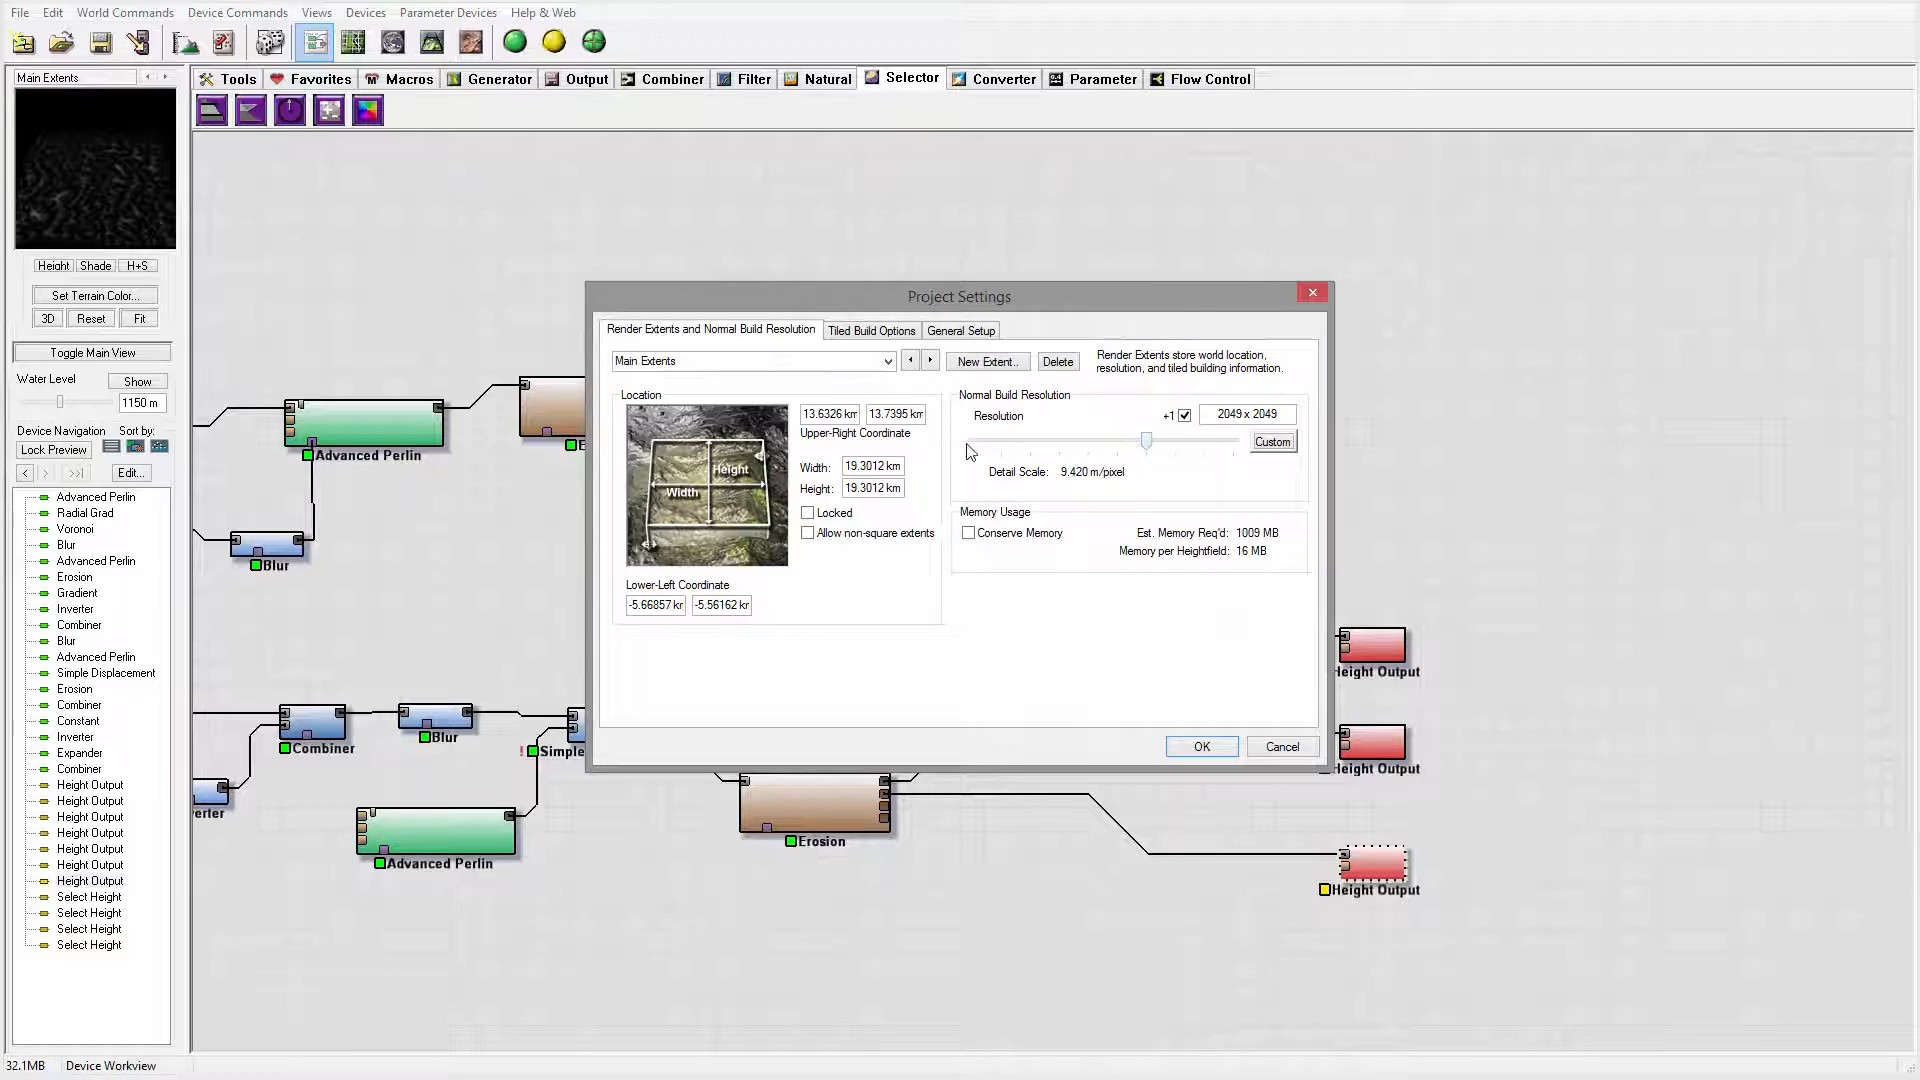 File Edit World Commands Device Commands Views Devices Parameter Devices Help & Web
Main Extents
Tools Favorites Macros Generator Output Combiner Filter Natural Selector Converter Parameter Flow Control
Height Shade H+S
Set Terrain Color...
3D Reset Fit
Toggle Main View
Water Level Show
1150 m
Device Navigation Sort by:
Lock Preview
< > >>| Edit...
Advanced Perlin
Radial Grad
Voronoi
Blur
Advanced Perlin
Erosion
Gradient
Inverter
Combiner
Blur
Advanced Perlin
Simple Displacement
Erosion
Combiner
Constant
Inverter
Expander
Combiner
Height Output
Height Output
Height Output
Height Output
Height Output
Height Output
Height Output
Select Height
Select Height
Select Height
Select Height
32.1MB Device Workview
Advanced Perlin
E
Blur
Combiner
Blur
! Simple
erter
Advanced Perlin
Erosion
Height Output
Height Output
Height Output
Project Settings
Render Extents and Normal Build Resolution Tiled Build Options General Setup
Main Extents
New Extent... Delete
Render Extents store world location,
resolution, and tiled building information.
Location
Height
Width
13.6326 km 13.7395 km
Upper-Right Coordinate
Width: 19.3012 km
Height: 19.3012 km
Locked
Allow non-square extents
Lower-Left Coordinate
-5.66857 kr -5.56162 kr
Normal Build Resolution
Resolution +1 2049 x 2049
Custom
Detail Scale: 9.420 m/pixel
Memory Usage
Conserve Memory Est. Memory Req'd: 1009 MB
Memory per Heightfield: 16 MB
OK Cancel